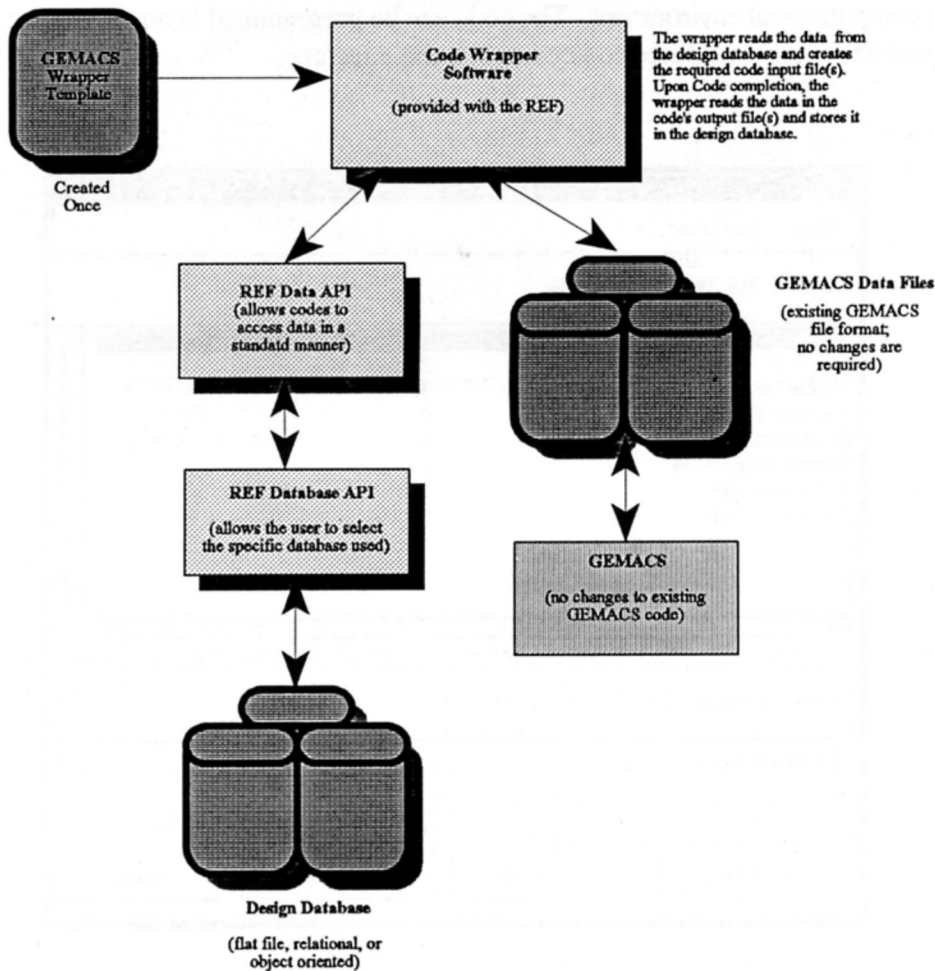 GEMACS
Wrapper
Template
Created
Once
Code Wrapper
Software
(provided with the REF)
The wrapper reads the data from
the design database and creates
the required code input file(s).
Upon Code completion, the
wrapper reads the data in the
code's output file(s) and stores it
in the design database.
REF Data API
(allows codes to
access data in a
standatd manner)
GEMACS Data Files
(existing GEMACS
file format;
no changes are
required)
REF Database API
(allows the user to select
the specific database used)
GEMACS
(no changes to existing
GEMACS code)
Design Database
(flat file, relational, or
object oriented)